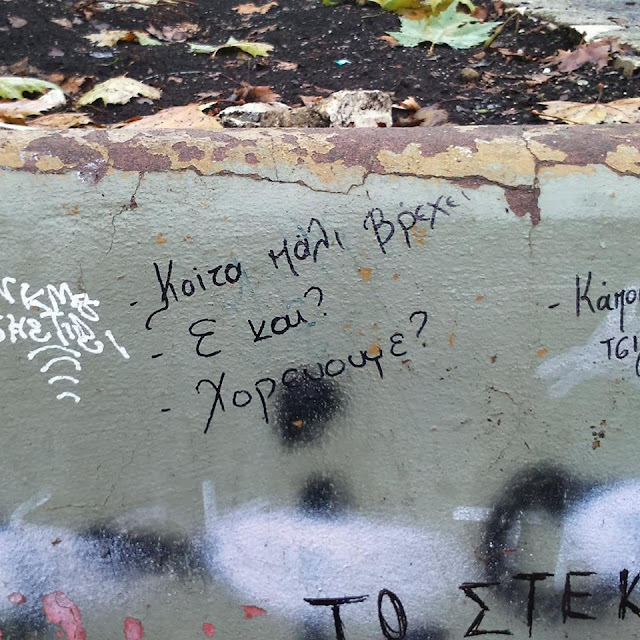 - Κοίτα πάλι βρέχει
- Ε και?
- Χορεύουμε?
ΤΟ ΣΤΕΚ